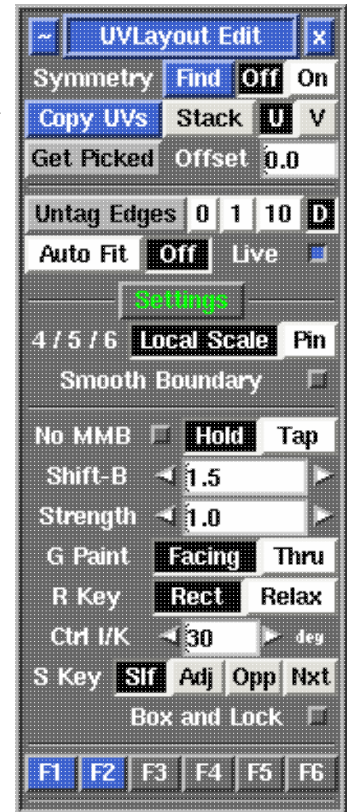 ~ UVLayout Edit x
Symmetry Find Off On
Copy UVs Stack U V
Get Picked Offset 0.0
Untag Edges 0 1 10 D
Auto Fit Off Live
Settings
4 / 5 / 6 Local Scale Pin
Smooth Boundary
No MMB Hold Tap
Shift-B 1.5
Strength 1.0
G Paint Facing Thru
R Key Rect Relax
Ctrl I/K 30 deg
S Key Slf Adj Opp Nxt
Box and Lock
F1 F2 F3 F4 F5 F6